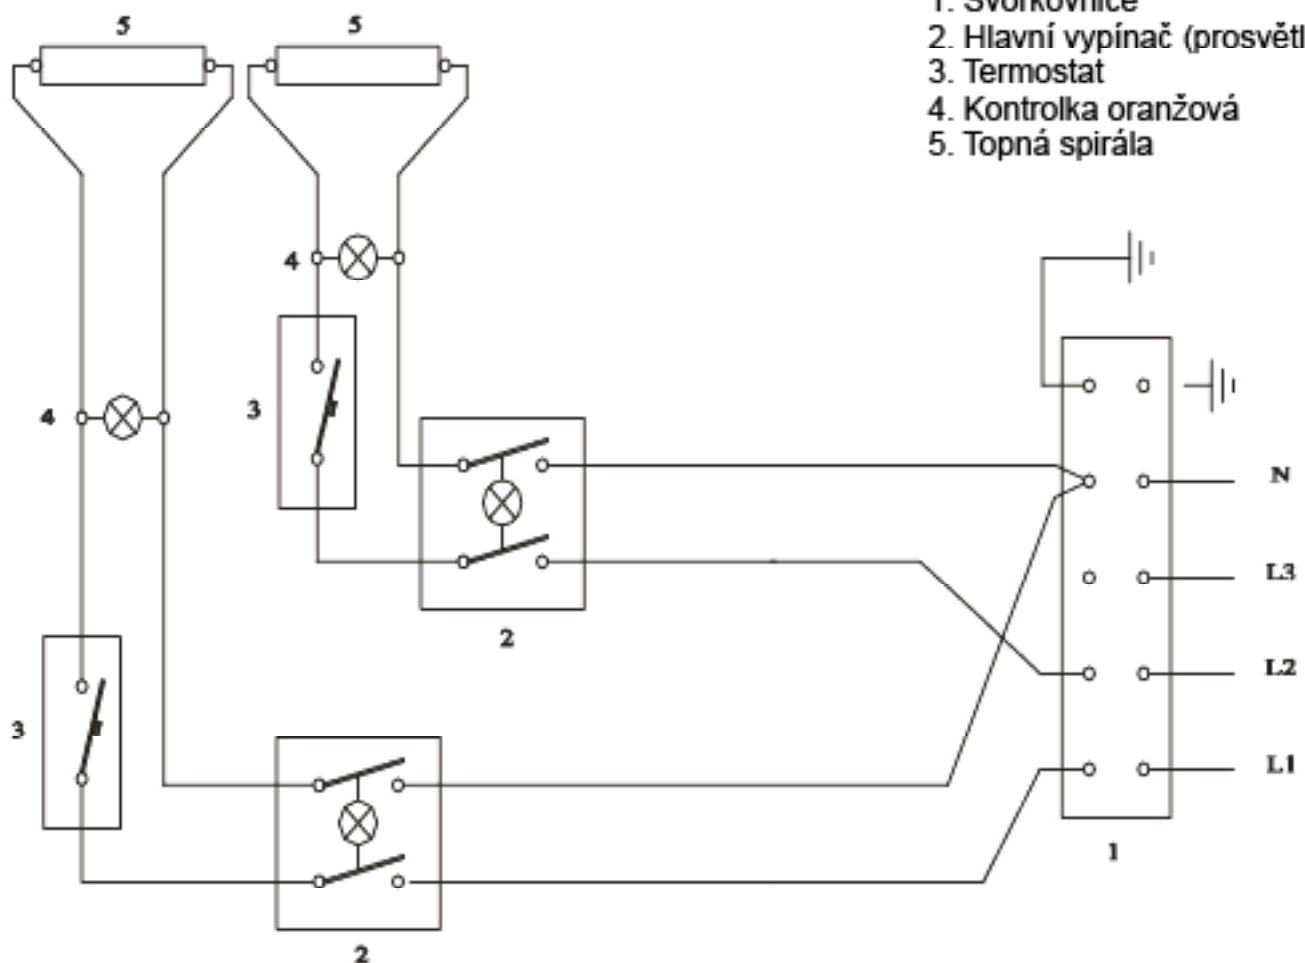 1. Svorkovnice
2. Hlavní vypínač (prosvětl
3. Termostat
4. Kontrolka oranžová
5. Topná spirála
5 5
4
4
3
N
L3
2
L2
3
L1
1
2